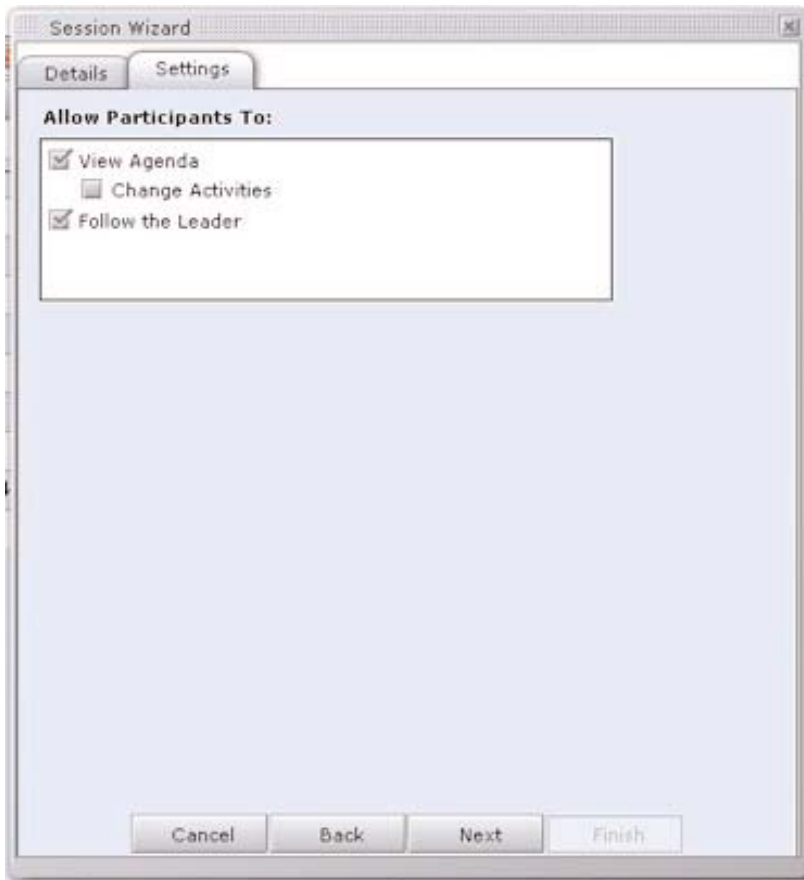 Session Wizard
Details Settings
Allow Participants To:
View Agenda
Change Activities
Follow the Leader
Cancel Back Next Finish